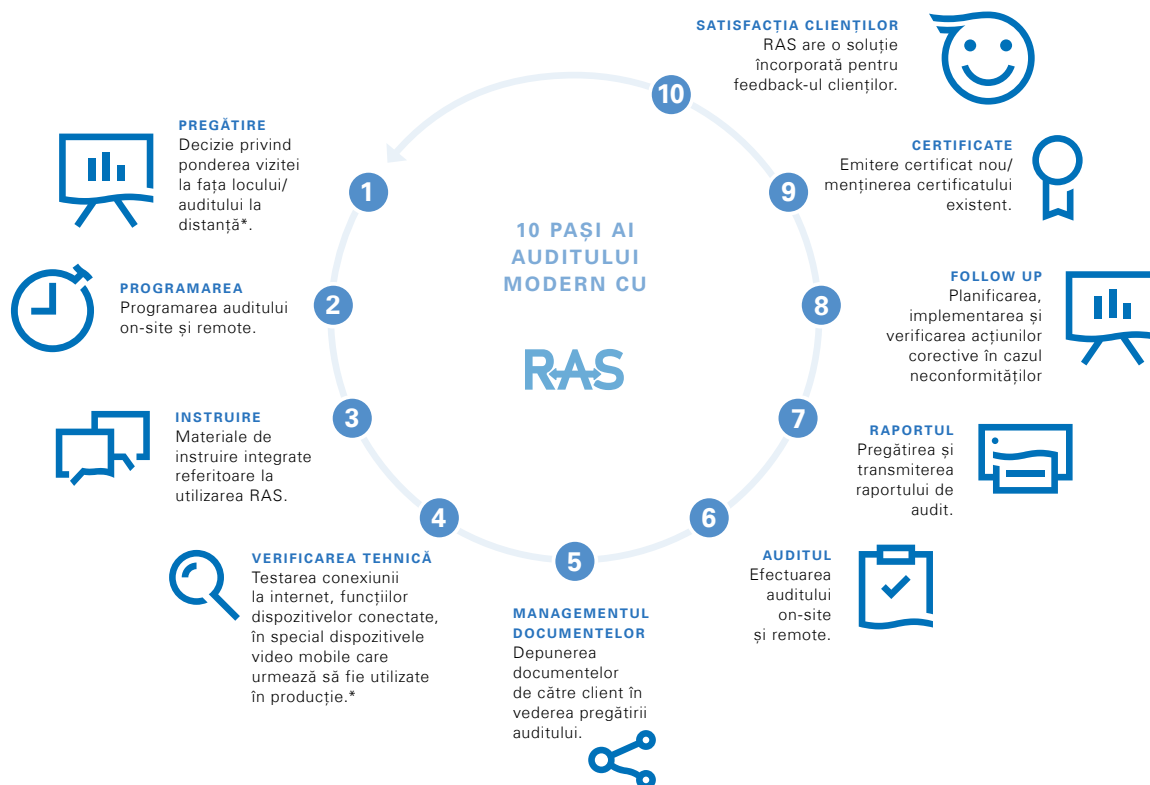 10 PAȘI AI
AUDITULUI
MODERN CU
RAS
1
PREGĂTIRE
Decizie privind
ponderea vizitei
la fața locului/
auditului la
distanță*.
2
PROGRAMAREA
Programarea auditului
on-site și remote.
3
INSTRUIRE
Materiale de
instruire integrate
referitoare la
utilizarea RAS.
4
VERIFICAREA TEHNICĂ
Testarea conexiunii
la internet, funcțiilor
dispozitivelor conectate,
în special dispozitivele
video mobile care
urmează să fie utilizate
în producție.*
5
MANAGEMENTUL
DOCUMENTELOR
Depunerea
documentelor
de către client în
vederea pregătirii
auditului.
6
AUDITUL
Efectuarea
auditului
on-site
și remote.
7
RAPORTUL
Pregătirea și
transmiterea
raportului de
audit.
8
FOLLOW UP
Planificarea,
implementarea și
verificarea acțiunilor
corective în cazul
neconformităților
9
CERTIFICATE
Emitere certificat nou/
menținerea certificatului
existent.
10
SATISFACȚIA CLIENȚILOR
RAS are o soluție
încorporată pentru
feedback-ul clienților.